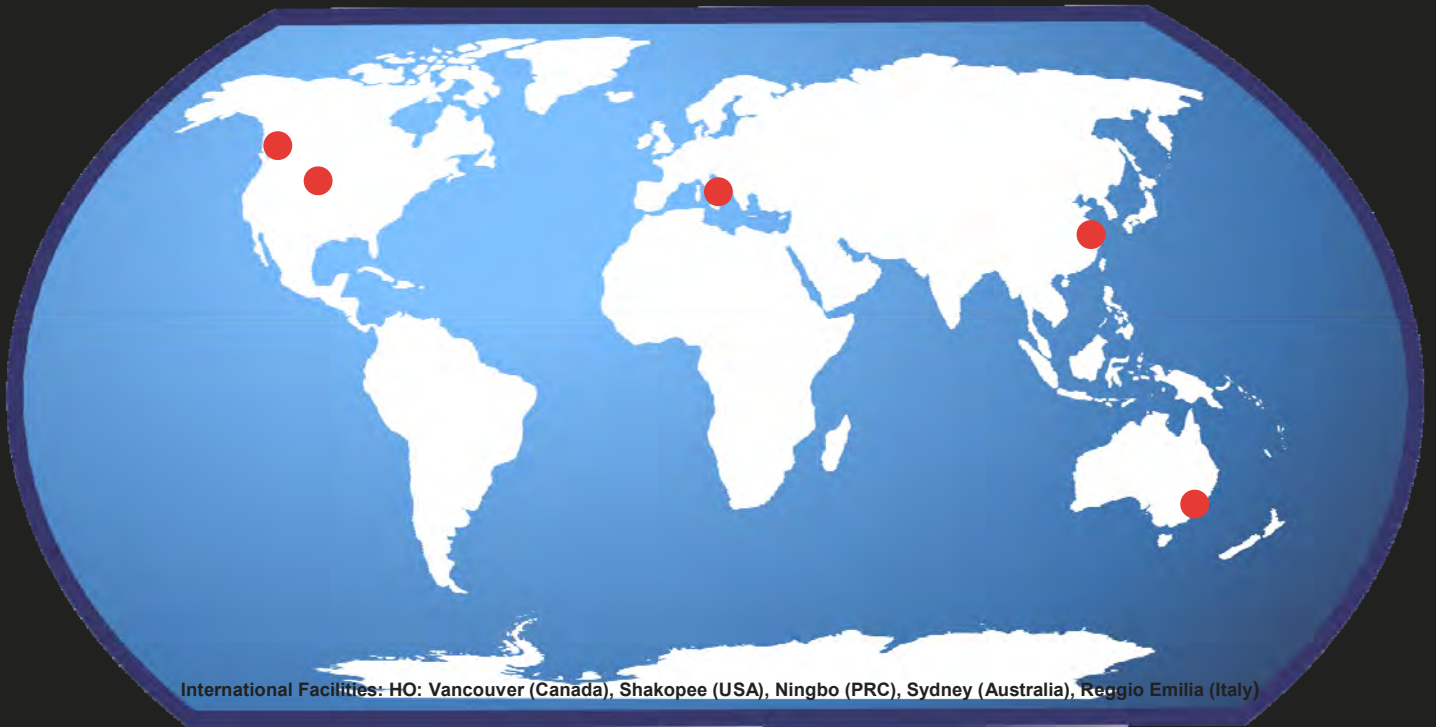 International Facilities: HO: Vancouver (Canada), Shakopee (USA), Ningbo (PRC), Sydney (Australia), Reggio Emilia (Italy)